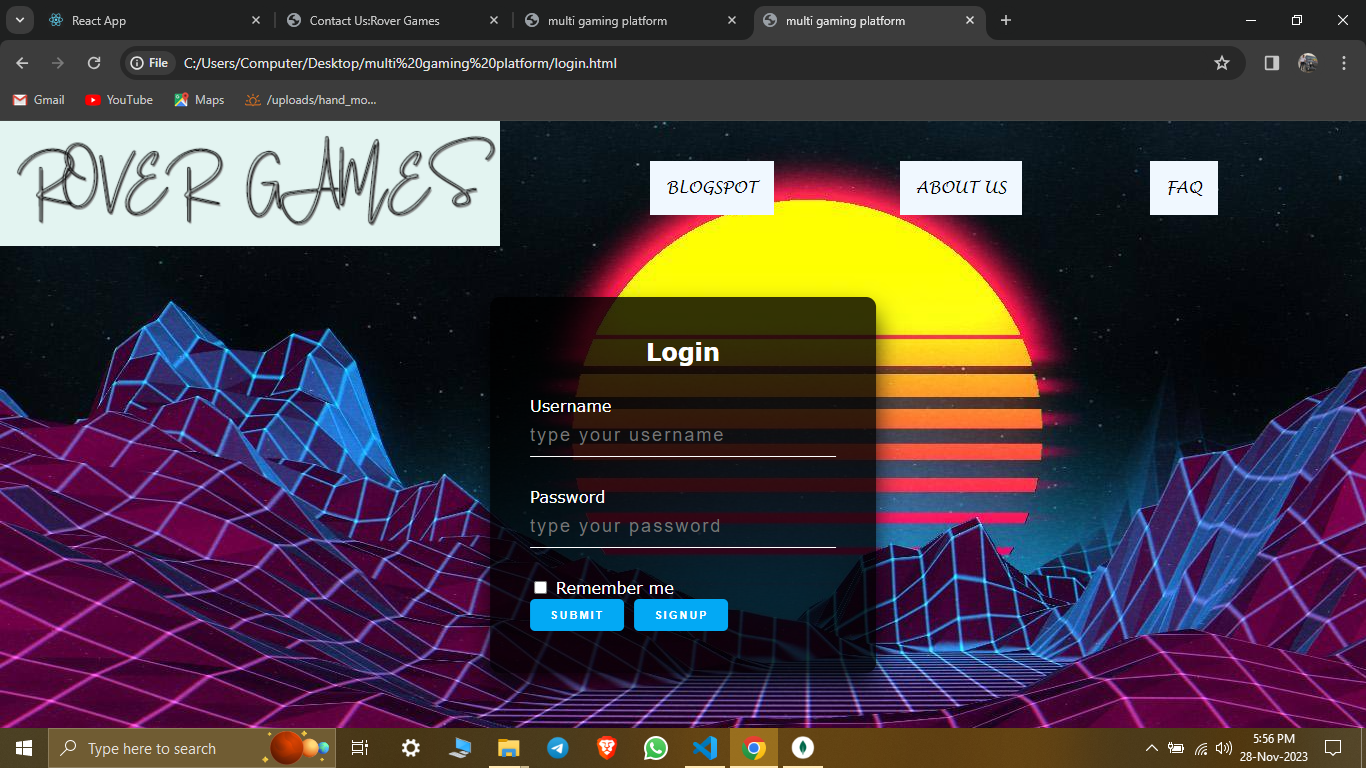 React App
Contact Us:Rover Games
multi gaming platform
multi gaming platform
File
C:/Users/Computer/Desktop/multi%20gaming%20platform/login.html
Gmail
YouTube
Maps
/uploads/hand_mo...
ROVER GAMES
BLOGSPOT
ABOUT US
FAQ
Login
Username
type your username
Password
type your password
Remember me
SUBMIT
SIGNUP
Type here to search
5:56 PM
28-Nov-2023